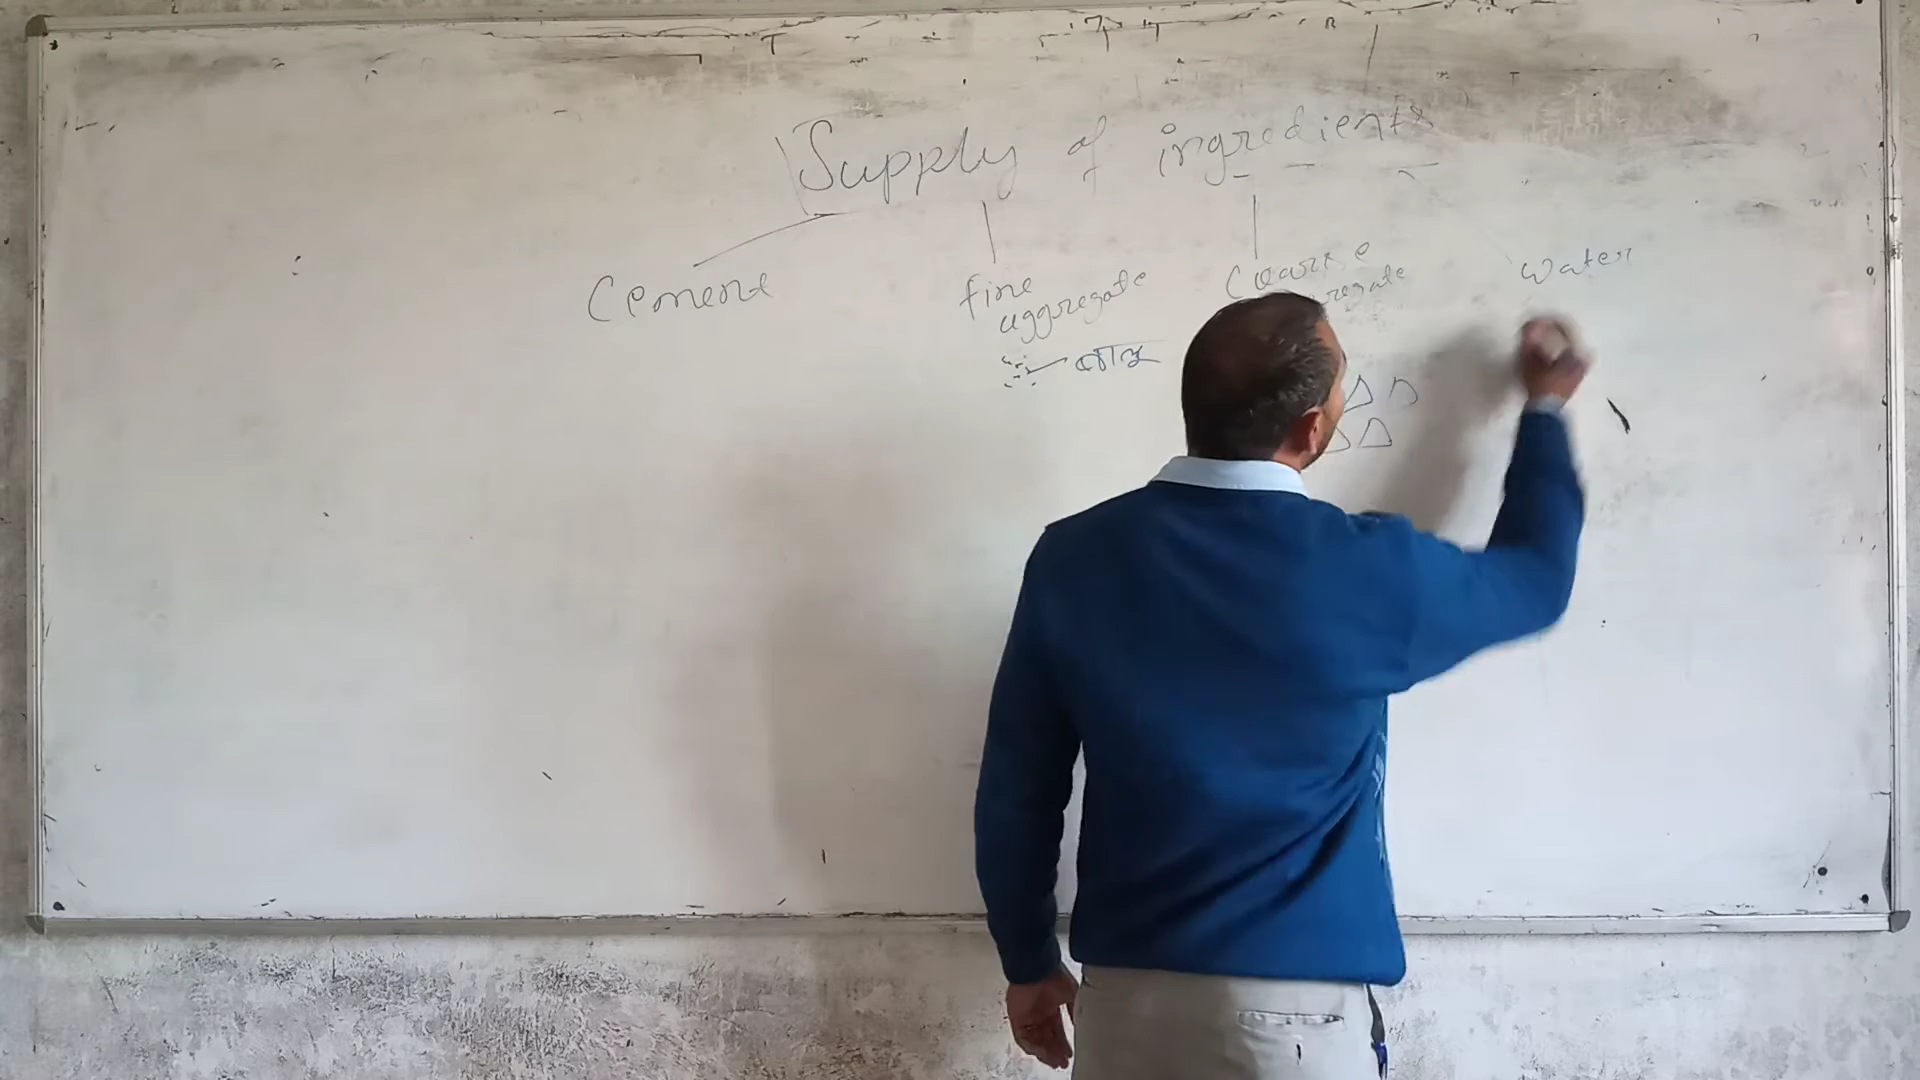 Supply of ingredients
Cement
fine
aggregate
Coarse
water